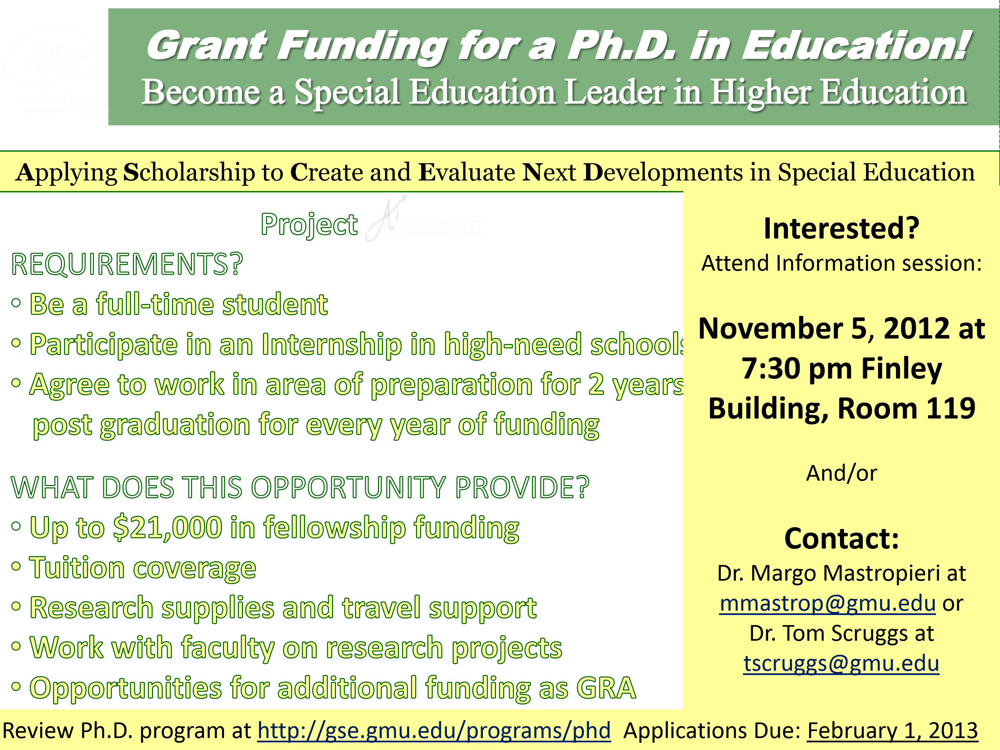 IDEAs
that Work
U.S. Office of Special
Education Programs
Grant Funding for a Ph.D. in Education!
Become a Special Education Leader in Higher Education
Applying Scholarship to Create and Evaluate Next Developments in Special Education
Project ASCEND
REQUIREMENTS?
• Be a full-time student
• Participate in an Internship in high-need schools
• Agree to work in area of preparation for 2 years
post graduation for every year of funding
WHAT DOES THIS OPPORTUNITY PROVIDE?
• Up to $21,000 in fellowship funding
• Tuition coverage
• Research supplies and travel support
• Work with faculty on research projects
• Opportunities for additional funding as GRA
Interested?
Attend Information session:
November 5, 2012 at
7:30 pm Finley
Building, Room 119
And/or
Contact:
Dr. Margo Mastropieri at
mmastrop@gmu.edu or
Dr. Tom Scruggs at
tscruggs@gmu.edu
Review Ph.D. program at http://gse.gmu.edu/programs/phd Applications Due: February 1, 2013